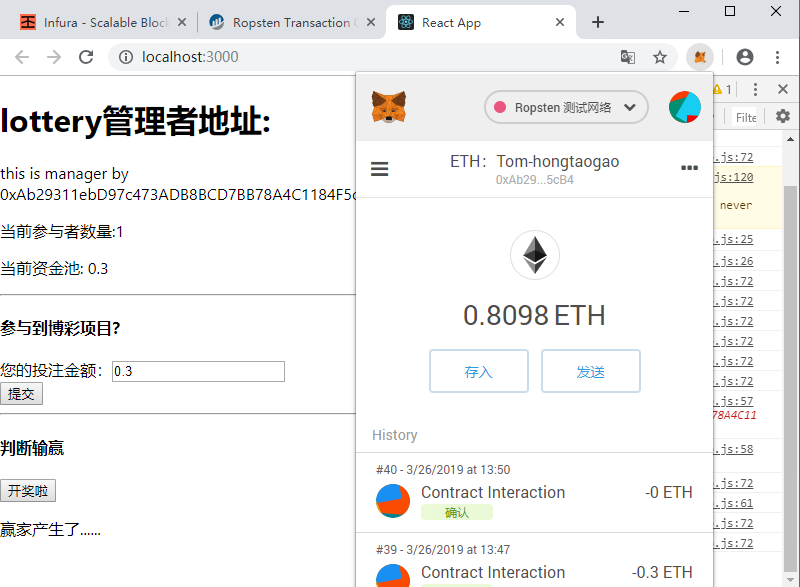 Infura - Scalable Block
Ropsten Transaction
React App
localhost:3000
lottery管理者地址:
this is manager by
0xAb29311ebD97c473ADB8BCD7BB78A4C1184F5c
当前参与者数量:1
当前资金池: 0.3
参与到博彩项目?
您的投注金额: 0.3
提交
判断输赢
开奖啦
赢家产生了......
Ropsten 测试网络
ETH: Tom-hongtaogao
0xAb29...5cB4
0.8098 ETH
存入
发送
History
#40 - 3/26/2019 at 13:50
Contract Interaction
-0 ETH
确认
#39 - 3/26/2019 at 13:47
Contract Interaction
-0.3 ETH
1
Filte
.js:72
js:120
never
.js:25
.js:26
.js:72
.js:72
.js:72
.js:72
.js:72
.js:72
.js:57
78A4C11
.js:58
.js:72
.js:61
.js:72
.js:72